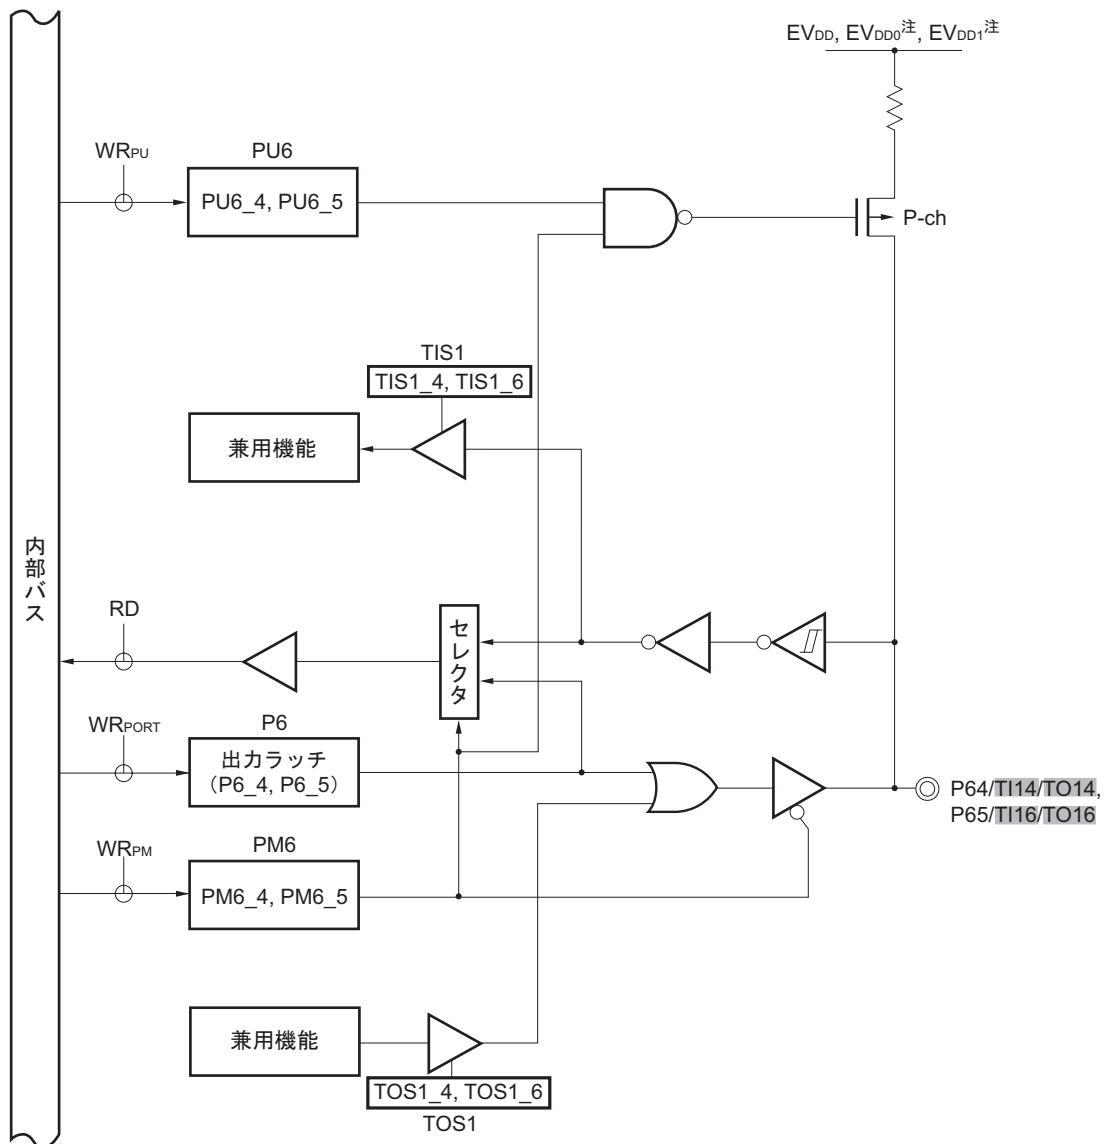 EVDD, EVDD0注, EVDD1注
WRPU
PU6
PU6_4, PU6_5
P-ch
TIS1
TIS1_4, TIS1_6
兼用機能
内部バス
RD
セレクタ
WRPORT
P6
出力ラッチ
（P6_4, P6_5）
P64/TI14/TO14,
P65/TI16/TO16
WRPM
PM6
PM6_4, PM6_5
兼用機能
TOS1_4, TOS1_6
TOS1